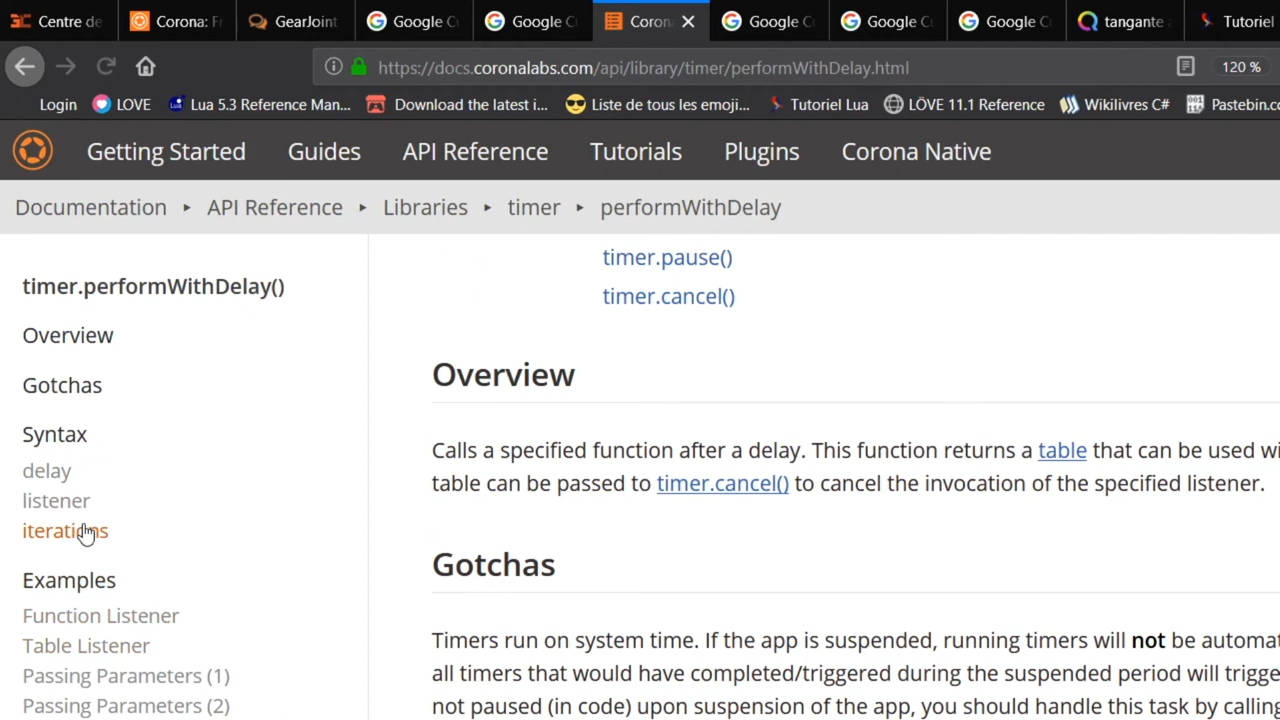 Centre de
Corona: F
GearJoint
Google a
Google C
Coron
Google C
Google C
Google C
tangante
Tutoriel
https://docs.coronalabs.com/api/library/timer/performWithDelay.html
120 %
Login
LOVE
Lua 5.3 Reference Man...
Download the latest i...
Liste de tous les emoji...
Tutoriel Lua
LÖVE 11.1 Reference
Wikilivres C#
Pastebin.co
Getting Started
Guides
API Reference
Tutorials
Plugins
Corona Native
Documentation ▸ API Reference ▸ Libraries ▸ timer ▸ performWithDelay
timer.performWithDelay()
Overview
Gotchas
Syntax
delay
listener
iterations
Examples
Function Listener
Table Listener
Passing Parameters (1)
Passing Parameters (2)
timer.pause()
timer.cancel()
Overview
Calls a specified function after a delay. This function returns a table that can be used wi
table can be passed to timer.cancel() to cancel the invocation of the specified listener.
Gotchas
Timers run on system time. If the app is suspended, running timers will not be automat
all timers that would have completed/triggered during the suspended period will trigge
not paused (in code) upon suspension of the app, you should handle this task by calling